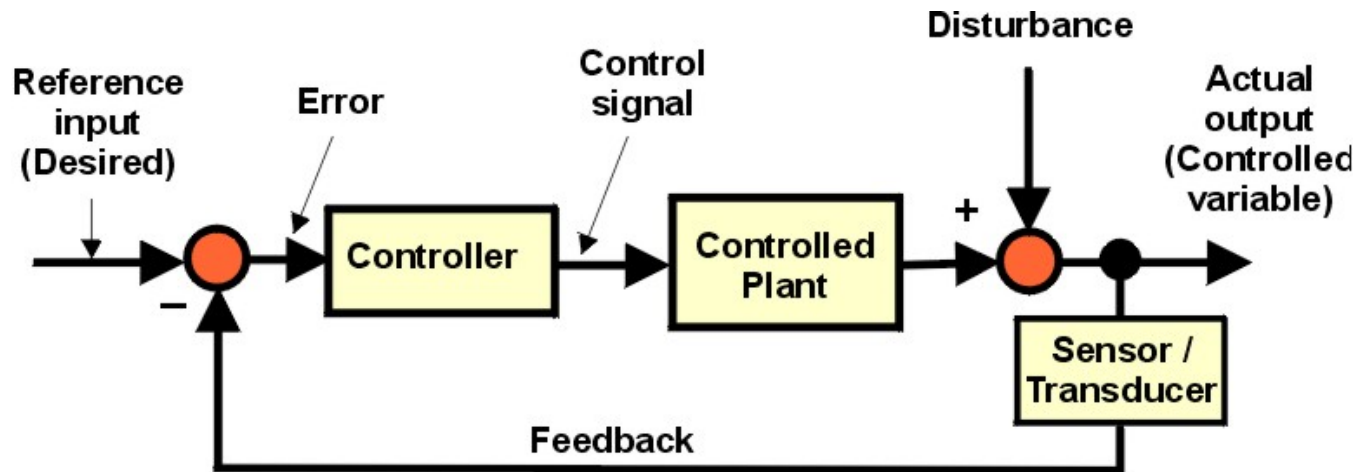 Disturbance
Reference
input
(Desired)
Error
Control
signal
Actual
output
(Controlled
variable)
+
Controller
Controlled
Plant
–
Sensor /
Transducer
Feedback